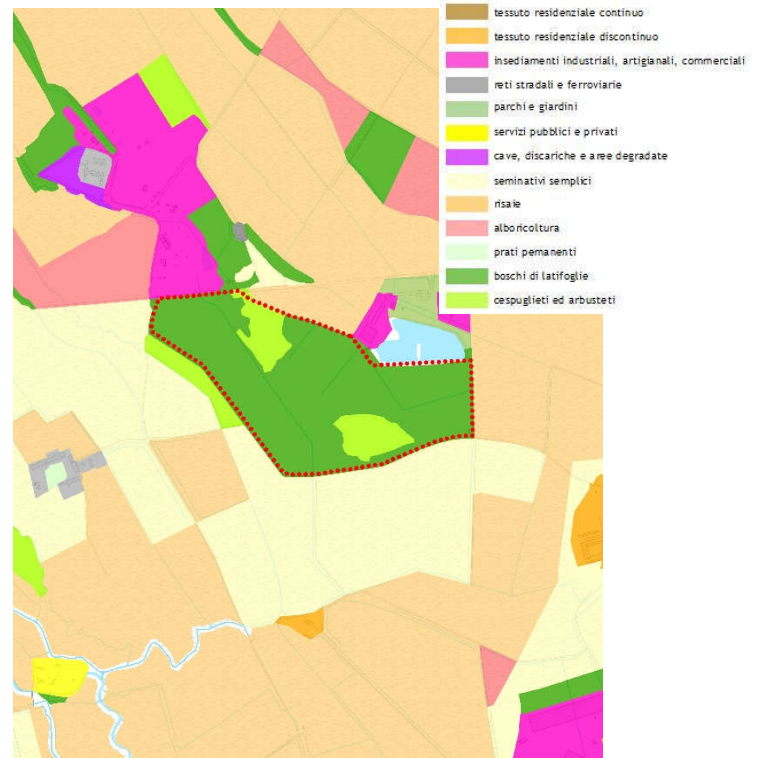 tessuto residenziale continuo
tessuto residenziale discontinuo
insediamenti industriali, artigianali, commerciali
reti stradali e ferroviarie
parchi e giardini
servizi pubblici e privati
cave, discariche e aree degradate
seminativi semplici
risaie
alboricoltura
prati pemanenti
boschi di latifoglie
cespuglieti ed arbusteti